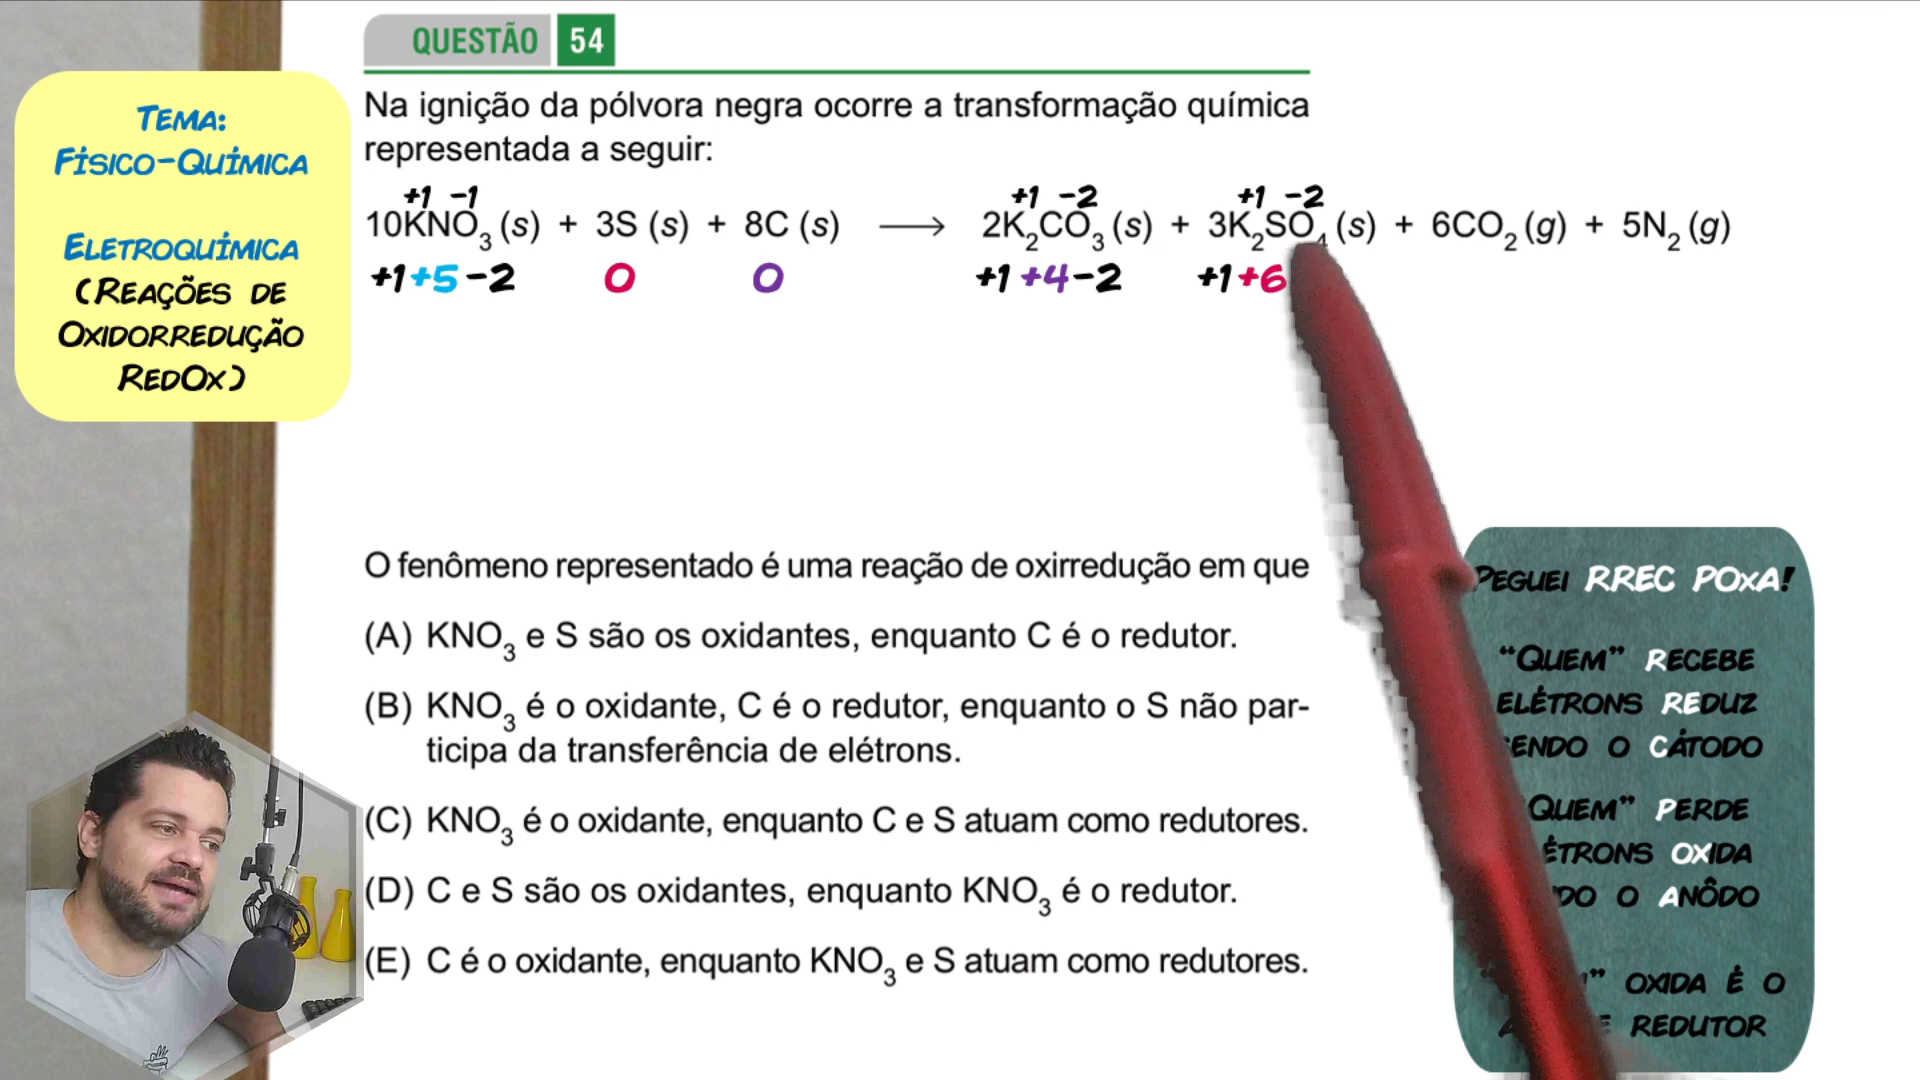 QUESTÃO 54
TEMA:
FÍSICO-QUÍMICA
ELETROQUÍMICA
(REAÇÕES DE
OXIDORREDUÇÃO
REDOX)
Na ignição da pólvora negra ocorre a transformação química
representada a seguir:
+1 -1 +1 -2 +1 -2
10KNO₃ (s) + 3S (s) + 8C (s) ⟶ 2K₂CO₃ (s) + 3K₂SO₄ (s) + 6CO₂ (g) + 5N₂ (g)
+1 +5 -2 0 0 +1 +4 -2 +1 +6
O fenômeno representado é uma reação de oxirredução em que
(A) KNO₃ e S são os oxidantes, enquanto C é o redutor.
(B) KNO₃ é o oxidante, C é o redutor, enquanto o S não par-
ticipa da transferência de elétrons.
(C) KNO₃ é o oxidante, enquanto C e S atuam como redutores.
(D) C e S são os oxidantes, enquanto KNO₃ é o redutor.
(E) C é o oxidante, enquanto KNO₃ e S atuam como redutores.
PEGUEI RREC POXA!
"QUEM" RECEBE
ELÉTRONS REDUZ
SENDO O CÁTODO
"QUEM" PERDE
ELÉTRONS OXIDA
O ANÔDO
OXIDA É O
REDUTOR